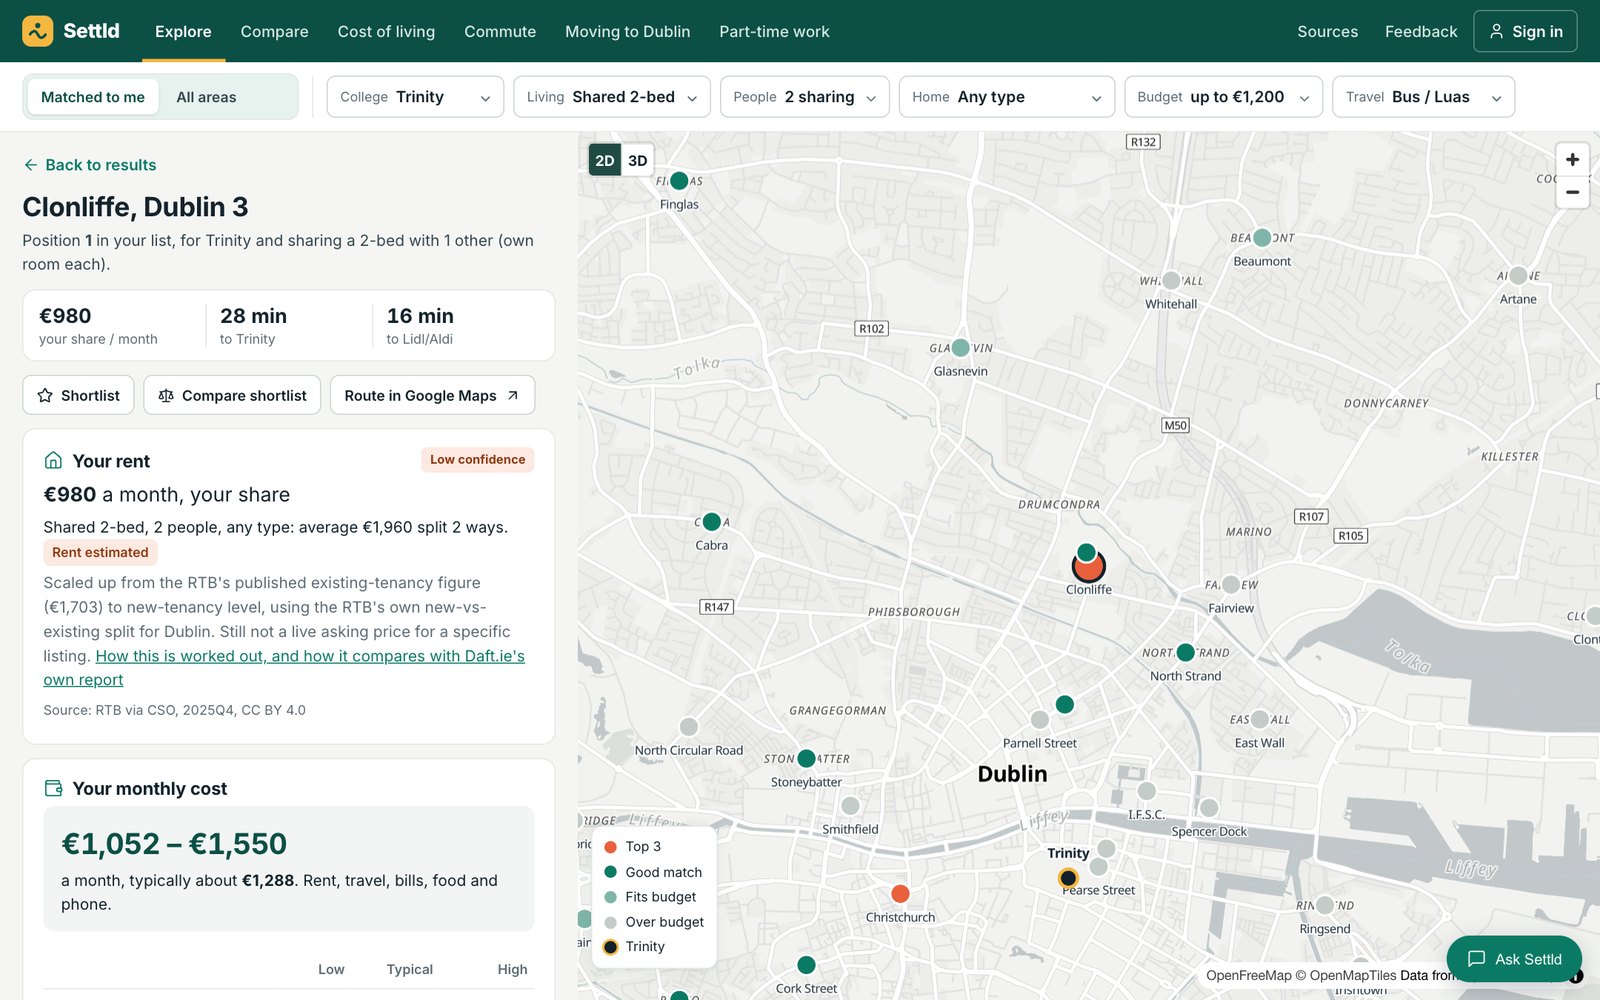 Settld
Explore
Compare
Cost of living
Commute
Moving to Dublin
Part-time work
Sources
Feedback
Sign in
Matched to me
All areas
College Trinity
Living Shared 2-bed
People 2 sharing
Home Any type
Budget up to €1,200
Travel Bus / Luas
Back to results
Clonliffe, Dublin 3
Position 1 in your list, for Trinity and sharing a 2-bed with 1 other (own
room each).
€980
your share / month
28 min
to Trinity
16 min
to Lidl/Aldi
Shortlist
Compare shortlist
Route in Google Maps
Your rent
Low confidence
€980 a month, your share
Shared 2-bed, 2 people, any type: average €1,960 split 2 ways.
Rent estimated
Scaled up from the RTB's published existing-tenancy figure
(€1,703) to new-tenancy level, using the RTB's own new-vs-
existing split for Dublin. Still not a live asking price for a specific
listing. How this is worked out, and how it compares with Daft.ie's
own report
Source: RTB via CSO, 2025Q4, CC BY 4.0
Your monthly cost
€1,052 – €1,550
a month, typically about €1,288. Rent, travel, bills, food and
phone.
Low
Typical
High
2D
3D
R132
Finglas
BEAUMONT
Beaumont
WHITEHALL
Whitehall
Artane
R102
GLASNEVIN
Glasnevin
Tolka
DONNYCARNEY
M50
KILLESTER
DRUMCONDRA
R107
MARINO
R105
Cabra
Clonliffe
Fairview
R147
PHIBSBOROUGH
NORTH STRAND
North Strand
Tolka
GRANGEGORMAN
North Circular Road
Parnell Street
East Wall
STONEYBATTER
Stoneybatter
Dublin
I.F.S.C.
Spencer Dock
Smithfield
Liffey
Liffey
Liffey
Trinity
Pearse Street
Christchurch
Ringsend
Cork Street
Top 3
Good match
Fits budget
Over budget
Trinity
+
−
Ask Settld
OpenFreeMap © OpenMapTiles Data from